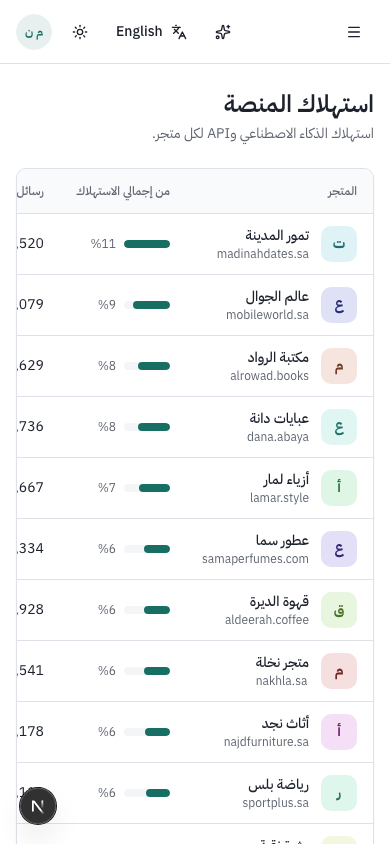 م ن
English
استهلاك المنصة
استهلاك الذكاء الاصطناعي وAPI لكل متجر.
المتجر من إجمالي الاستهلاك رسائل
ت تمور المدينة %11 ,520
madinahdates.sa
ع عالم الجوال %9 ,079
mobileworld.sa
م مكتبة الرواد %8 ,629
alrowad.books
ع عبايات دانة %8 ,736
dana.abaya
أ أزياء لمار %7 ,667
lamar.style
ع عطور سما %6 ,334
samaperfumes.com
ق قهوة الديرة %6 ,928
aldeerah.coffee
م متجر نخلة %6 ,541
nakhla.sa
أ أثاث نجد %6 ,178
najdfurniture.sa
ر رياضة بلس %6
sportplus.sa
N